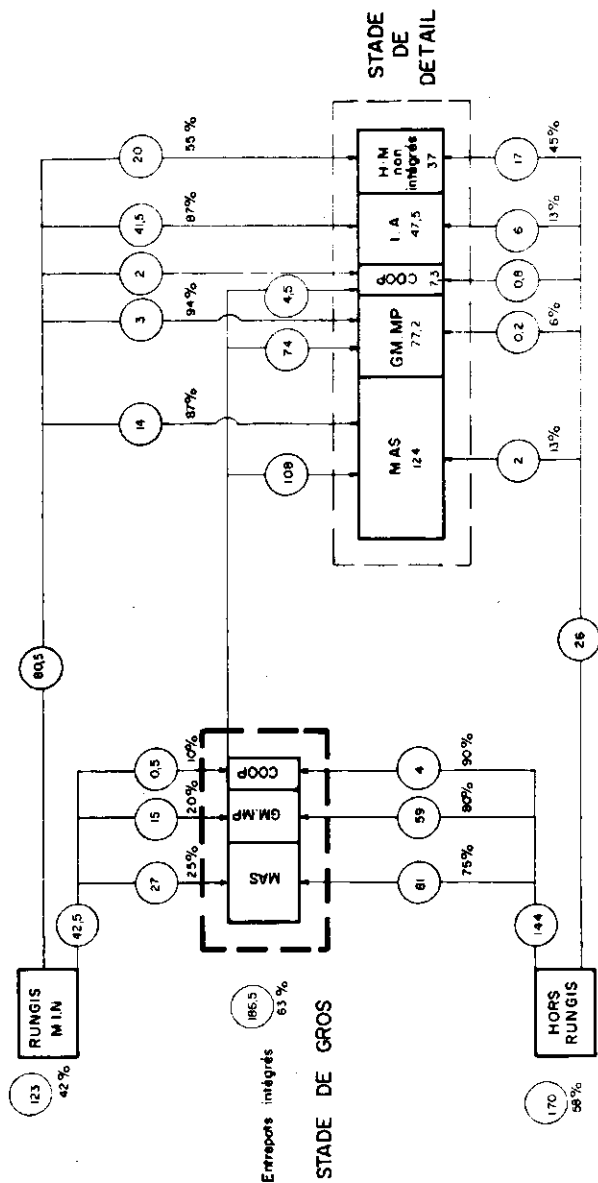 123
42%
RUNGIS
M.I.N
42,5
80,5
Entrepots intégrés
186,5
63%
STADE DE GROS
170
58%
HORS
RUNGIS
144
26
27
25%
15
20%
0,5
10%
MAS
GM.MP
COOP
81
75%
59
80%
4
90%
14
87%
3
94%
2
41,5
87%
20
55%
108
74
4,5
MAS
124
GM.MP
77,2
COOP
7,3
I.A
47,5
H.M
non
intégrés
37
2
13%
0,2
6%
0,8
6
13%
17
45%
STADE
DE
DETAIL